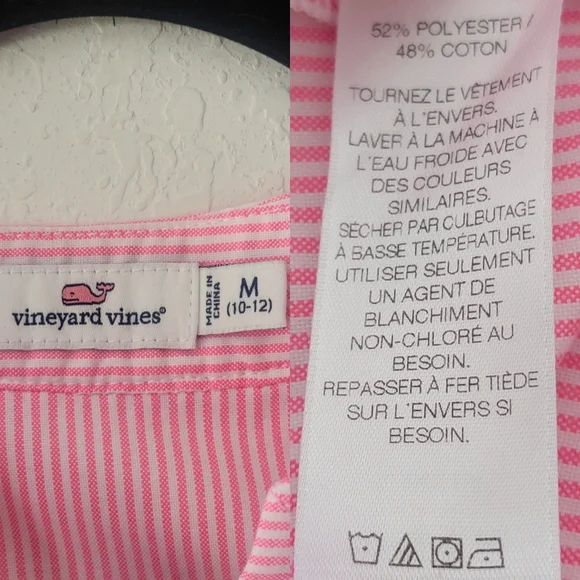 vineyard vines®
MADE IN
CHINA
M
(10-12)
52% POLYESTER /
48% COTON
TOURNEZ LE VÊTEMENT
À L'ENVERS.
LAVER À LA MACHINE À
L'EAU FROIDE AVEC
DES COULEURS
SIMILAIRES.
SÉCHER PAR CULBUTAGE
À BASSE TEMPÉRATURE.
UTILISER SEULEMENT
UN AGENT DE
BLANCHIMENT
NON-CHLORÉ AU
BESOIN.
REPASSER À FER TIÈDE
SUR L'ENVERS SI
BESOIN.